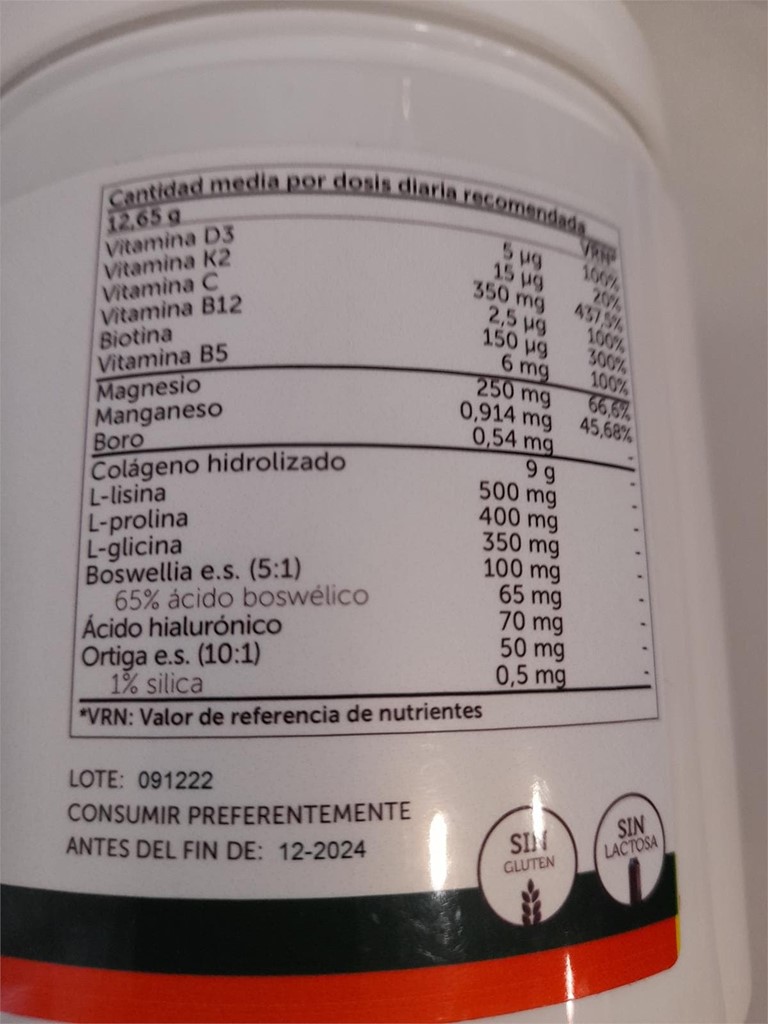 Cantidad media por dosis diaria recomendada
12,65 g VRN*
Vitamina D3 5 µg 100%
Vitamina K2 15 µg 20%
Vitamina C 350 mg 437,5%
Vitamina B12 2,5 µg 100%
Biotina 150 µg 300%
Vitamina B5 6 mg 100%
Magnesio 250 mg 66,6%
Manganeso 0,914 mg 45,68%
Boro 0,54 mg -
Colágeno hidrolizado 9 g -
L-lisina 500 mg -
L-prolina 400 mg -
L-glicina 350 mg -
Boswellia e.s. (5:1) 100 mg -
65% ácido boswélico 65 mg -
Ácido hialurónico 70 mg -
Ortiga e.s. (10:1) 50 mg -
1% silica 0,5 mg -
*VRN: Valor de referencia de nutrientes
LOTE: 091222
CONSUMIR PREFERENTEMENTE
ANTES DEL FIN DE: 12-2024
SIN
GLUTEN
SIN
LACTOSA